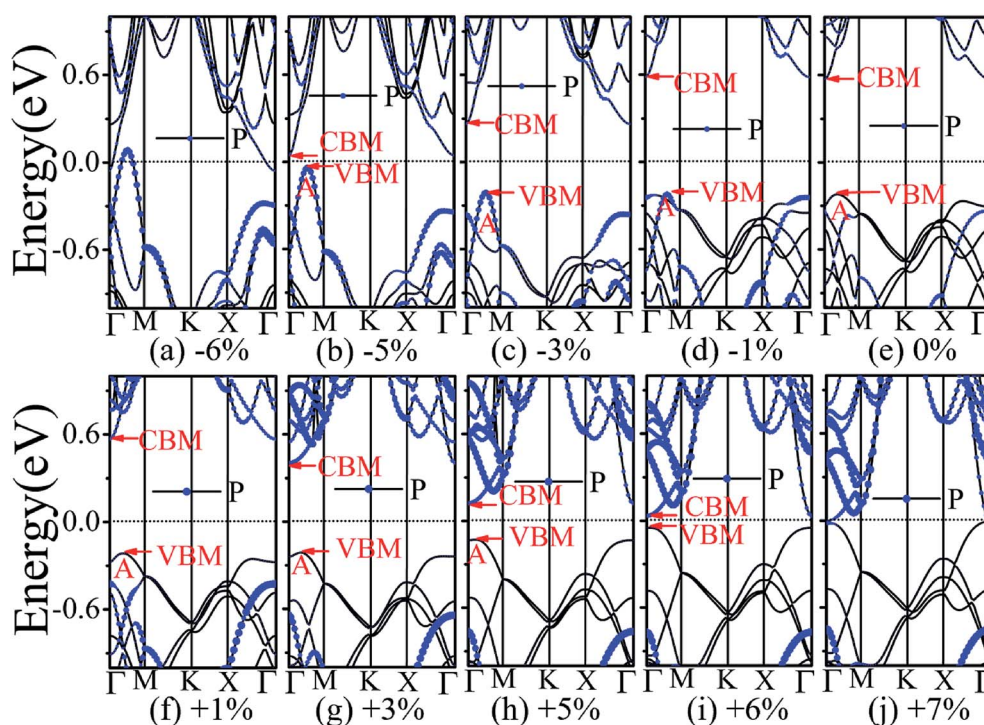 Energy(eV)
0.6
0.0
-0.6
P
P
CBM
VBM
A
P
CBM
VBM
A
P
CBM
VBM
A
P
CBM
VBM
A
Γ M K X Γ
Γ M K X Γ
Γ M K X Γ
Γ M K X Γ
Γ M K X Γ
(a) -6%
(b) -5%
(c) -3%
(d) -1%
(e) 0%
Energy(eV)
0.6
0.0
-0.6
CBM
P
VBM
A
CBM
P
VBM
A
P
CBM
VBM
A
P
CBM
VBM
P
Γ M K X Γ
Γ M K X Γ
Γ M K X Γ
Γ M K X Γ
Γ M K X Γ
(f) +1%
(g) +3%
(h) +5%
(i) +6%
(j) +7%